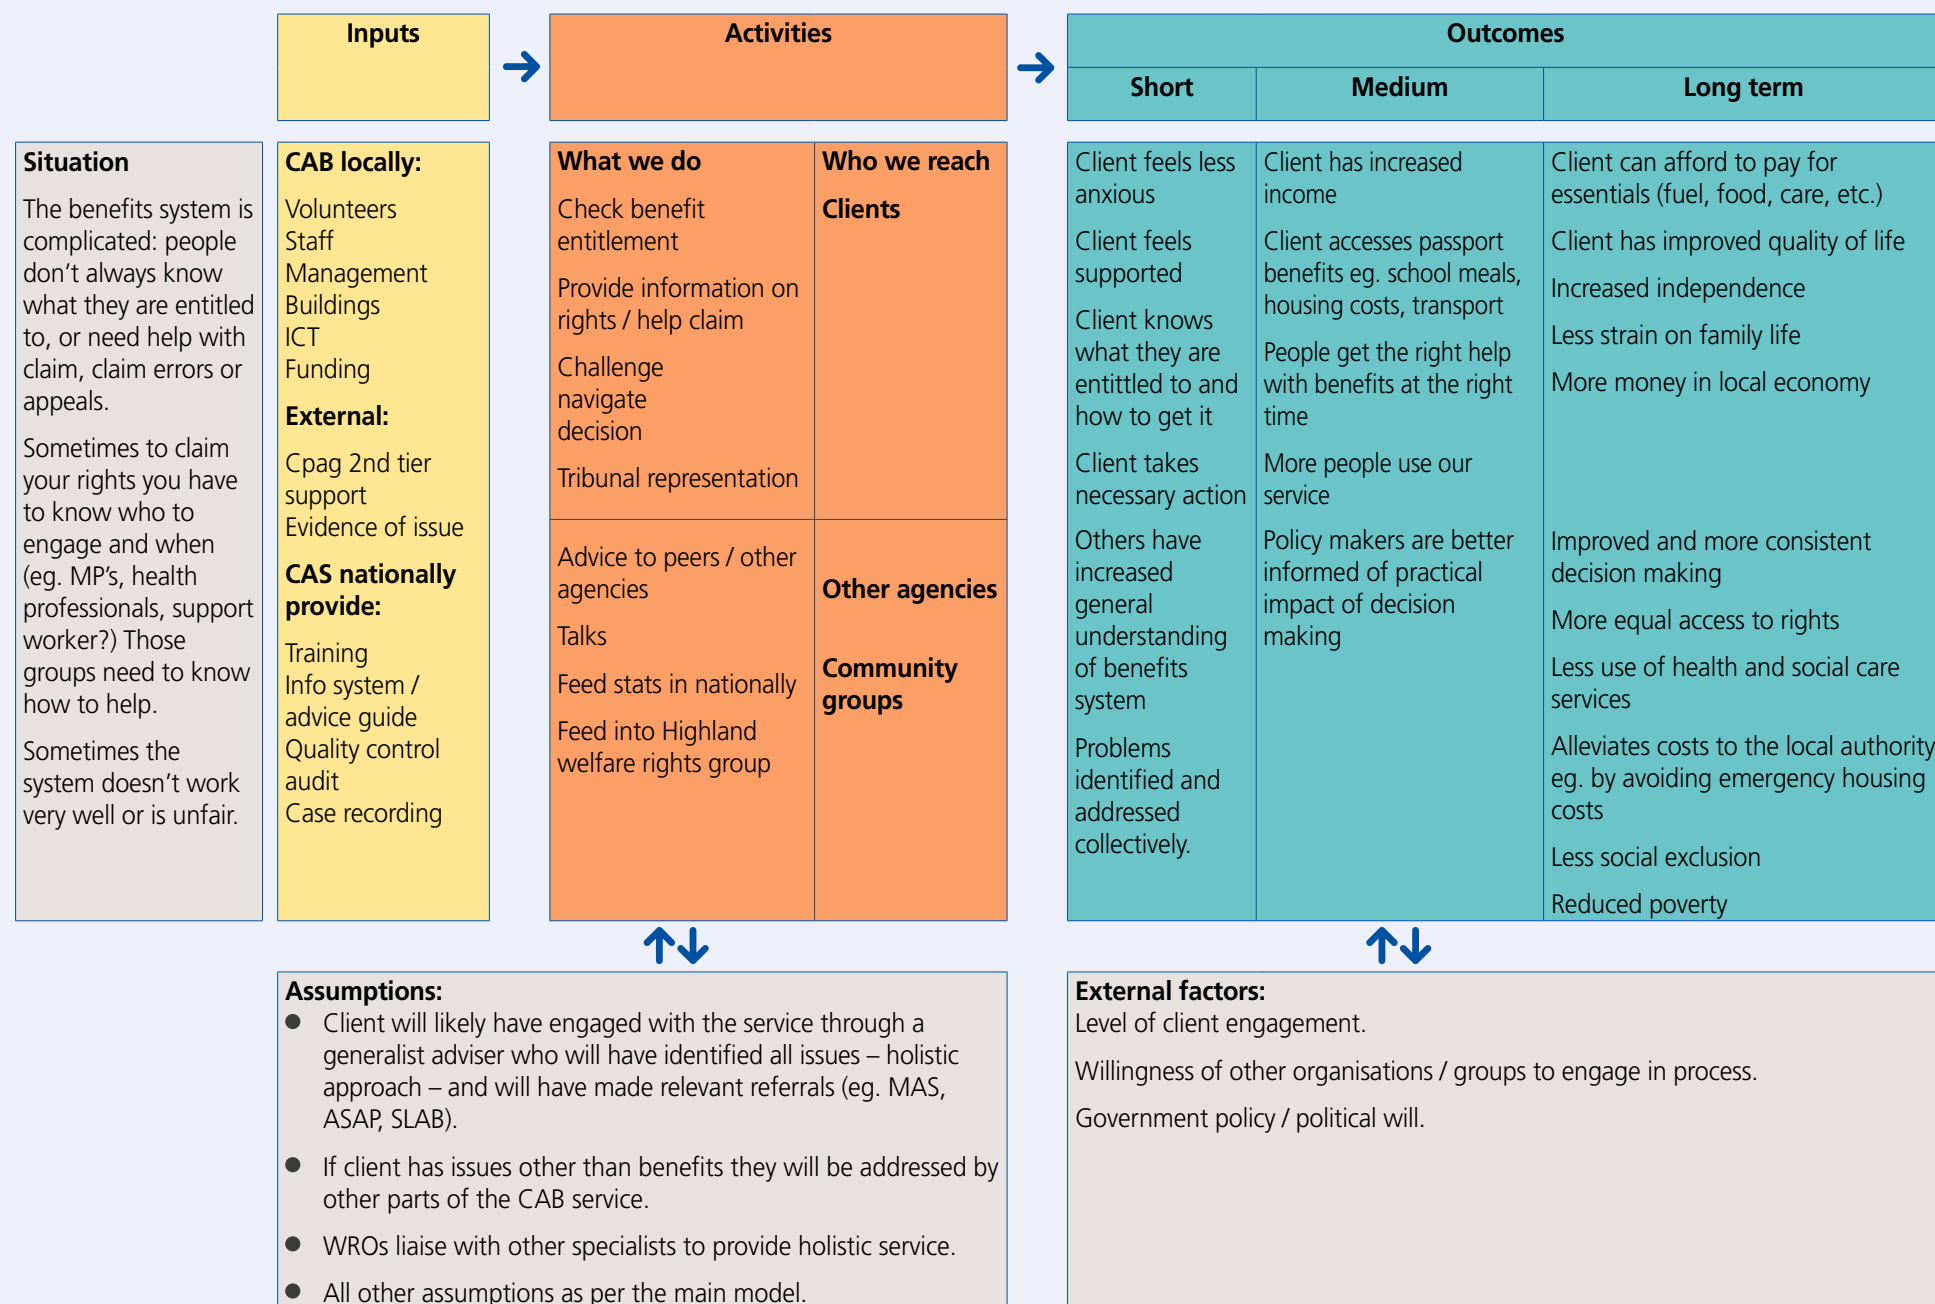 Inputs
Activities
Outcomes
Short
Medium
Long term
Situation
The benefits system is
complicated: people
don’t always know
what they are entitled
to, or need help with
claim, claim errors or
appeals.
Sometimes to claim
your rights you have
to know who to
engage and when
(eg. MP’s, health
professionals, support
worker?) Those
groups need to know
how to help.
Sometimes the
system doesn’t work
very well or is unfair.
CAB locally:
Volunteers
Staff
Management
Buildings
ICT
Funding
External:
Cpag 2nd tier
support
Evidence of issue
CAS nationally
provide:
Training
Info system /
advice guide
Quality control
audit
Case recording
What we do
Check benefit
entitlement
Provide information on
rights / help claim
Challenge
navigate
decision
Tribunal representation
Who we reach
Clients
Advice to peers / other
agencies
Talks
Feed stats in nationally
Feed into Highland
welfare rights group
Other agencies
Community
groups
Client feels less
anxious
Client feels
supported
Client knows
what they are
entittled to and
how to get it
Client takes
necessary action
Others have
increased
general
understanding
of benefits
system
Problems
identified and
addressed
collectively.
Client has increased
income
Client accesses passport
benefits eg. school meals,
housing costs, transport
People get the right help
with benefits at the right
time
More people use our
service
Policy makers are better
informed of practical
impact of decision
making
Client can afford to pay for
essentials (fuel, food, care, etc.)
Client has improved quality of life
Increased independence
Less strain on family life
More money in local economy
Improved and more consistent
decision making
More equal access to rights
Less use of health and social care
services
Alleviates costs to the local authority
eg. by avoiding emergency housing
costs
Less social exclusion
Reduced poverty
Assumptions:
● Client will likely have engaged with the service through a
generalist adviser who will have identified all issues – holistic
approach – and will have made relevant referrals (eg. MAS,
ASAP, SLAB).
● If client has issues other than benefits they will be addressed by
other parts of the CAB service.
● WROs liaise with other specialists to provide holistic service.
● All other assumptions as per the main model.
External factors:
Level of client engagement.
Willingness of other organisations / groups to engage in process.
Government policy / political will.